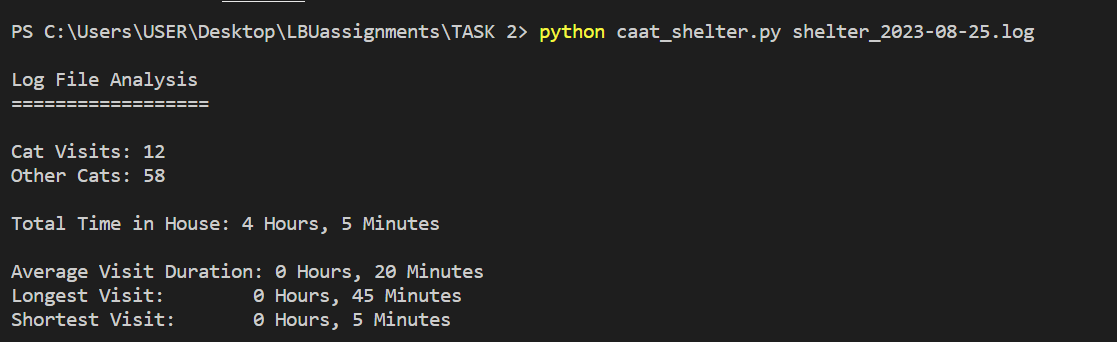 PS C:\Users\USER\Desktop\LBUassignments\TASK 2> python caat_shelter.py shelter_2023-08-25.log
Log File Analysis
==================
Cat Visits: 12
Other Cats: 58
Total Time in House: 4 Hours, 5 Minutes
Average Visit Duration: 0 Hours, 20 Minutes
Longest Visit:        0 Hours, 45 Minutes
Shortest Visit:       0 Hours, 5 Minutes